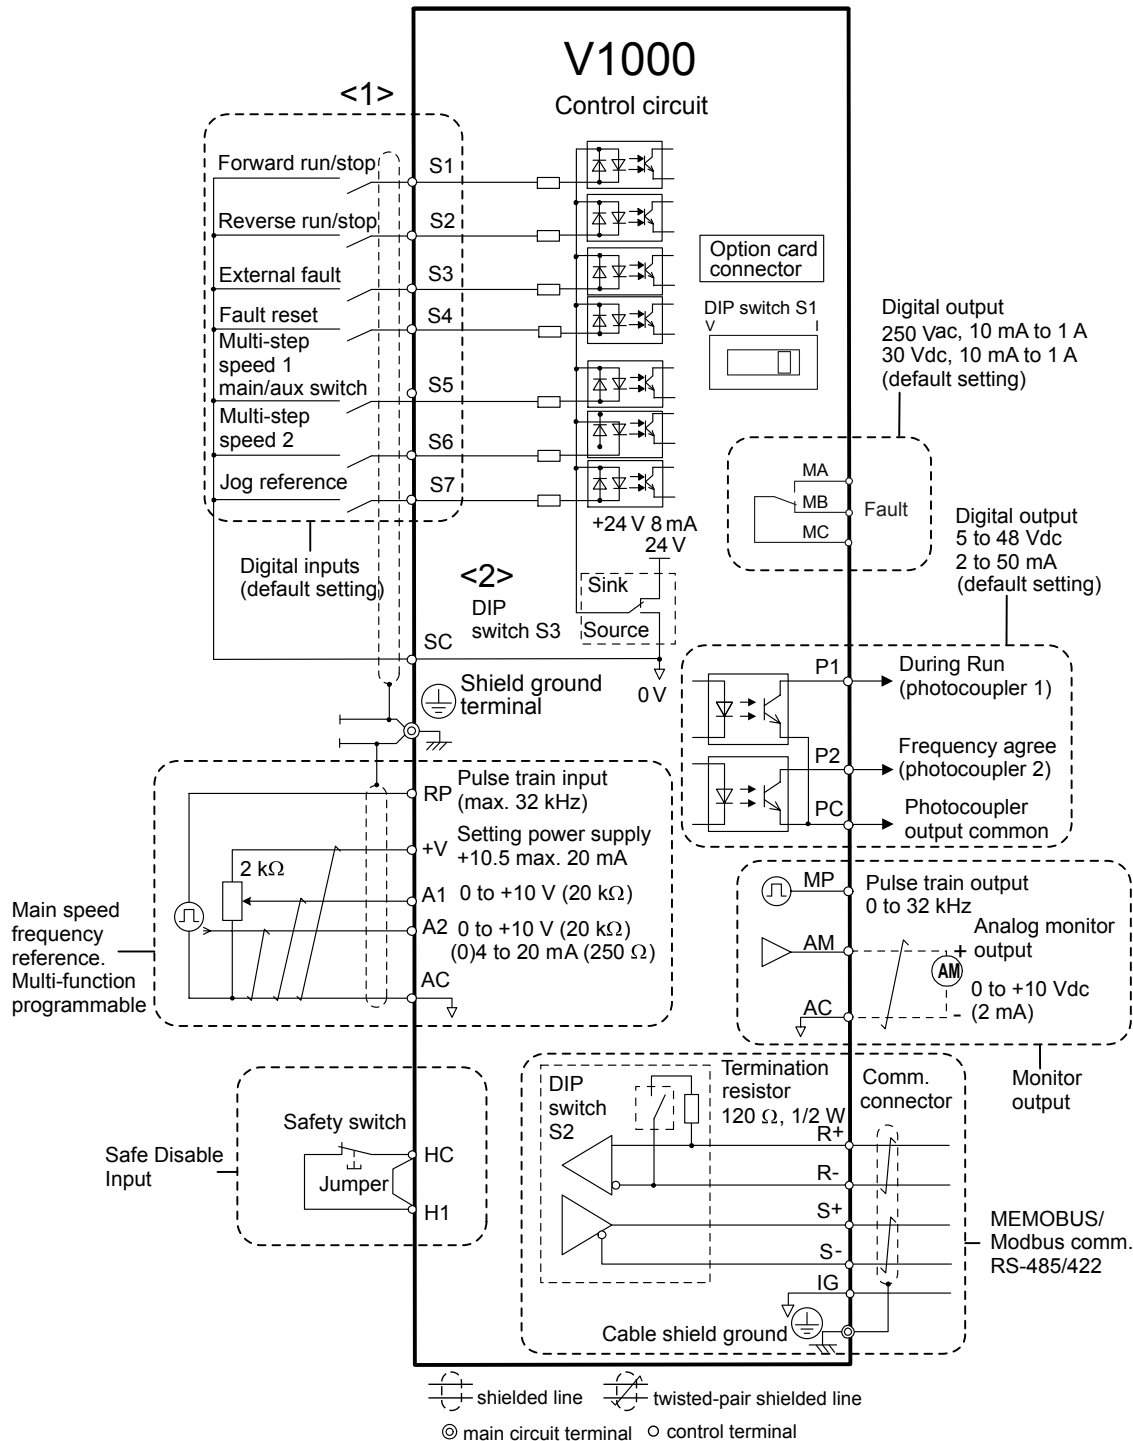 V1000
Control circuit
<1>
Forward run/stop
S1
Reverse run/stop
S2
External fault
S3
Fault reset
S4
Multi-step
speed 1
main/aux switch
S5
Multi-step
speed 2
S6
Jog reference
S7
Digital inputs
(default setting)
Option card
connector
DIP switch S1
V
I
+24 V 8 mA
24 V
<2>
DIP
switch S3
Sink
Source
SC
0 V
Shield ground
terminal
Digital output
250 Vac, 10 mA to 1 A
30 Vdc, 10 mA to 1 A
(default setting)
MA
MB
MC
Fault
Digital output
5 to 48 Vdc
2 to 50 mA
(default setting)
P1
During Run
(photocoupler 1)
P2
Frequency agree
(photocoupler 2)
PC
Photocoupler
output common
RP
Pulse train input
(max. 32 kHz)
+V
Setting power supply
+10.5 max. 20 mA
2 kΩ
A1
0 to +10 V (20 kΩ)
A2
0 to +10 V (20 kΩ)
(0)4 to 20 mA (250 Ω)
AC
Main speed
frequency
reference.
Multi-function
programmable
MP
Pulse train output
0 to 32 kHz
AM
Analog monitor
output
+
AM
0 to +10 Vdc
(2 mA)
AC
-
Monitor
output
Safe Disable
Input
Safety switch
Jumper
HC
H1
DIP
switch
S2
Termination
resistor
120 Ω, 1/2 W
Comm.
connector
R+
R-
S+
S-
IG
MEMOBUS/
Modbus comm.
RS-485/422
Cable shield ground
shielded line
twisted-pair shielded line
main circuit terminal
control terminal